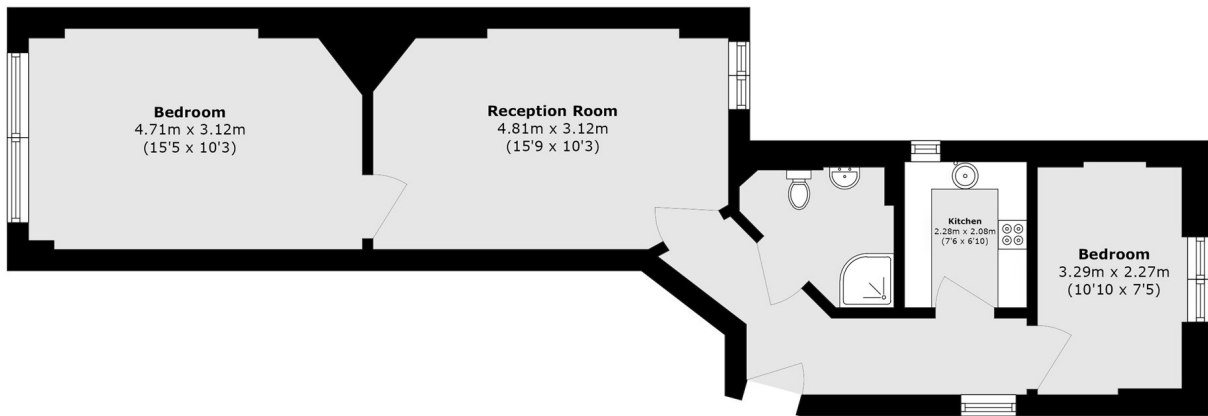 Bedroom
4.71m x 3.12m
(15'5 x 10'3)
Reception Room
4.81m x 3.12m
(15'9 x 10'3)
Kitchen
2.28m x 2.08m
(7'6 x 6'10)
Bedroom
3.29m x 2.27m
(10'10 x 7'5)